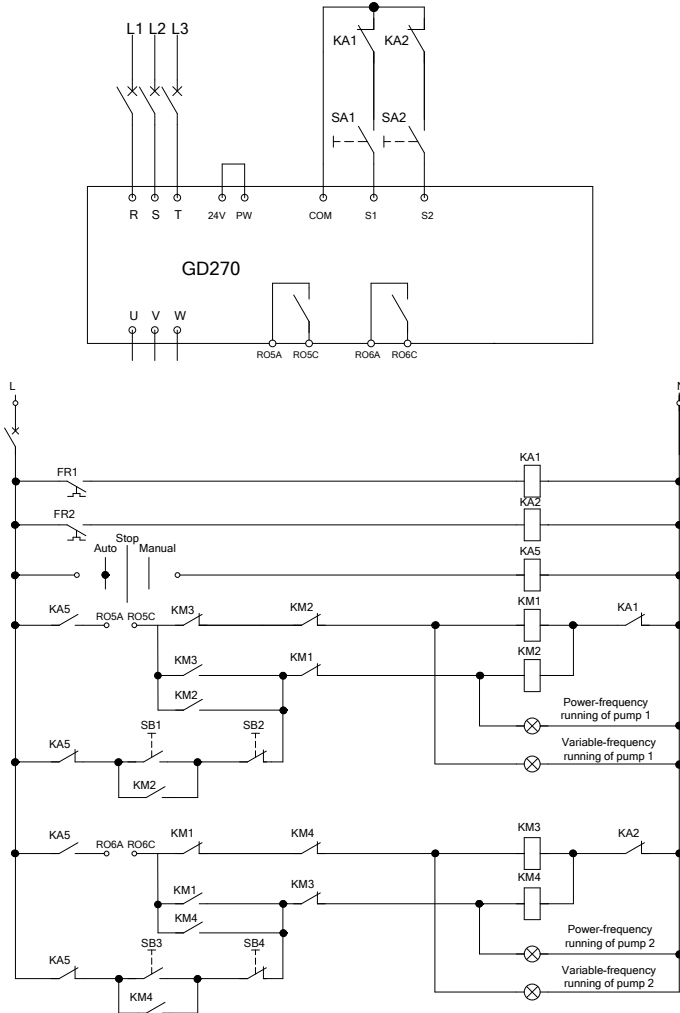 L1 L2 L3
KA1 KA2
SA1 SA2
R S T 24V PW COM S1 S2
GD270
U V W
RO5A RO5C RO6A RO6C
L
FR1 KA1
FR2 KA2
Stop
Auto Manual
KA5
KA5 RO5A RO5C KM3 KM2 KM1 KA1
KM3 KM1 KM2
KM2
Power-frequency
running of pump 1
KA5 SB1 SB2
Variable-frequency
running of pump 1
KM2
KA5 RO6A RO6C KM1 KM4 KM3 KA2
KM1 KM3 KM4
KM4
Power-frequency
running of pump 2
KA5 SB3 SB4
Variable-frequency
running of pump 2
KM4